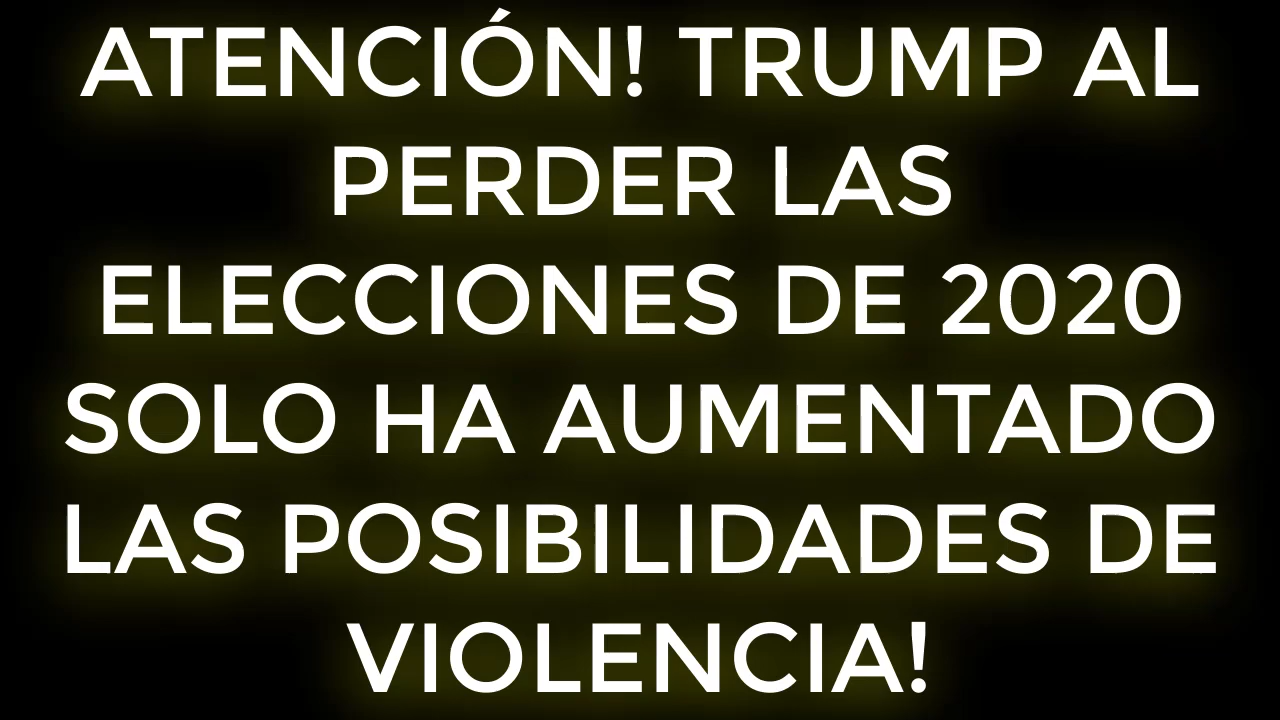 ATENCIÓN! TRUMP AL
PERDER LAS
ELECCIONES DE 2020
SOLO HA AUMENTADO
LAS POSIBILIDADES DE
VIOLENCIA!